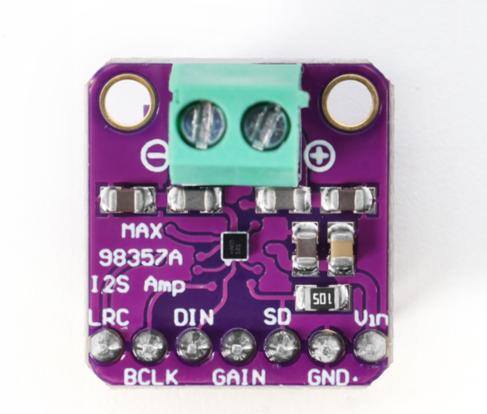 ⊖ ⊕
MAX
98357A
I2S Amp
501
LRC DIN SD Vin
BCLK GAIN GND